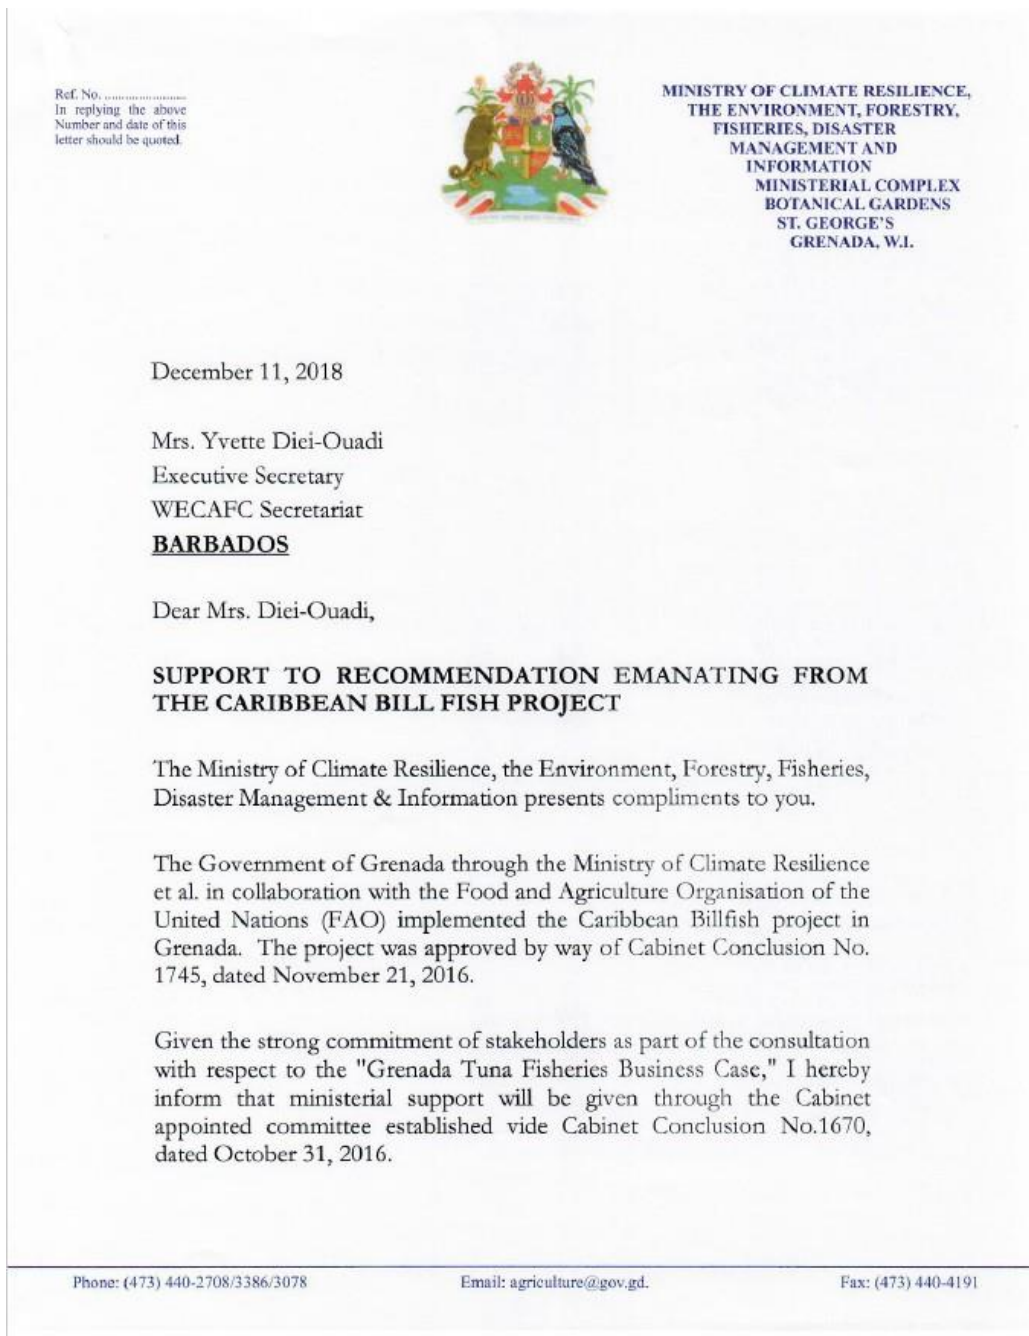 Ref. No. ........................
In replying the above
Number and date of this
letter should be quoted.
MINISTRY OF CLIMATE RESILIENCE,
THE ENVIRONMENT, FORESTRY,
FISHERIES, DISASTER
MANAGEMENT AND
INFORMATION
MINISTERIAL COMPLEX
BOTANICAL GARDENS
ST. GEORGE'S
GRENADA, W.I.
December 11, 2018
Mrs. Yvette Diei-Ouadi
Executive Secretary
WECAFC Secretariat
BARBADOS
Dear Mrs. Diei-Ouadi,
SUPPORT TO RECOMMENDATION EMANATING FROM
THE CARIBBEAN BILL FISH PROJECT
The Ministry of Climate Resilience, the Environment, Forestry, Fisheries,
Disaster Management & Information presents compliments to you.
The Government of Grenada through the Ministry of Climate Resilience
et al. in collaboration with the Food and Agriculture Organisation of the
United Nations (FAO) implemented the Caribbean Billfish project in
Grenada. The project was approved by way of Cabinet Conclusion No.
1745, dated November 21, 2016.
Given the strong commitment of stakeholders as part of the consultation
with respect to the "Grenada Tuna Fisheries Business Case," I hereby
inform that ministerial support will be given through the Cabinet
appointed committee established vide Cabinet Conclusion No.1670,
dated October 31, 2016.
Phone: (473) 440-2708/3386/3078 Email: agriculture@gov.gd. Fax: (473) 440-4191